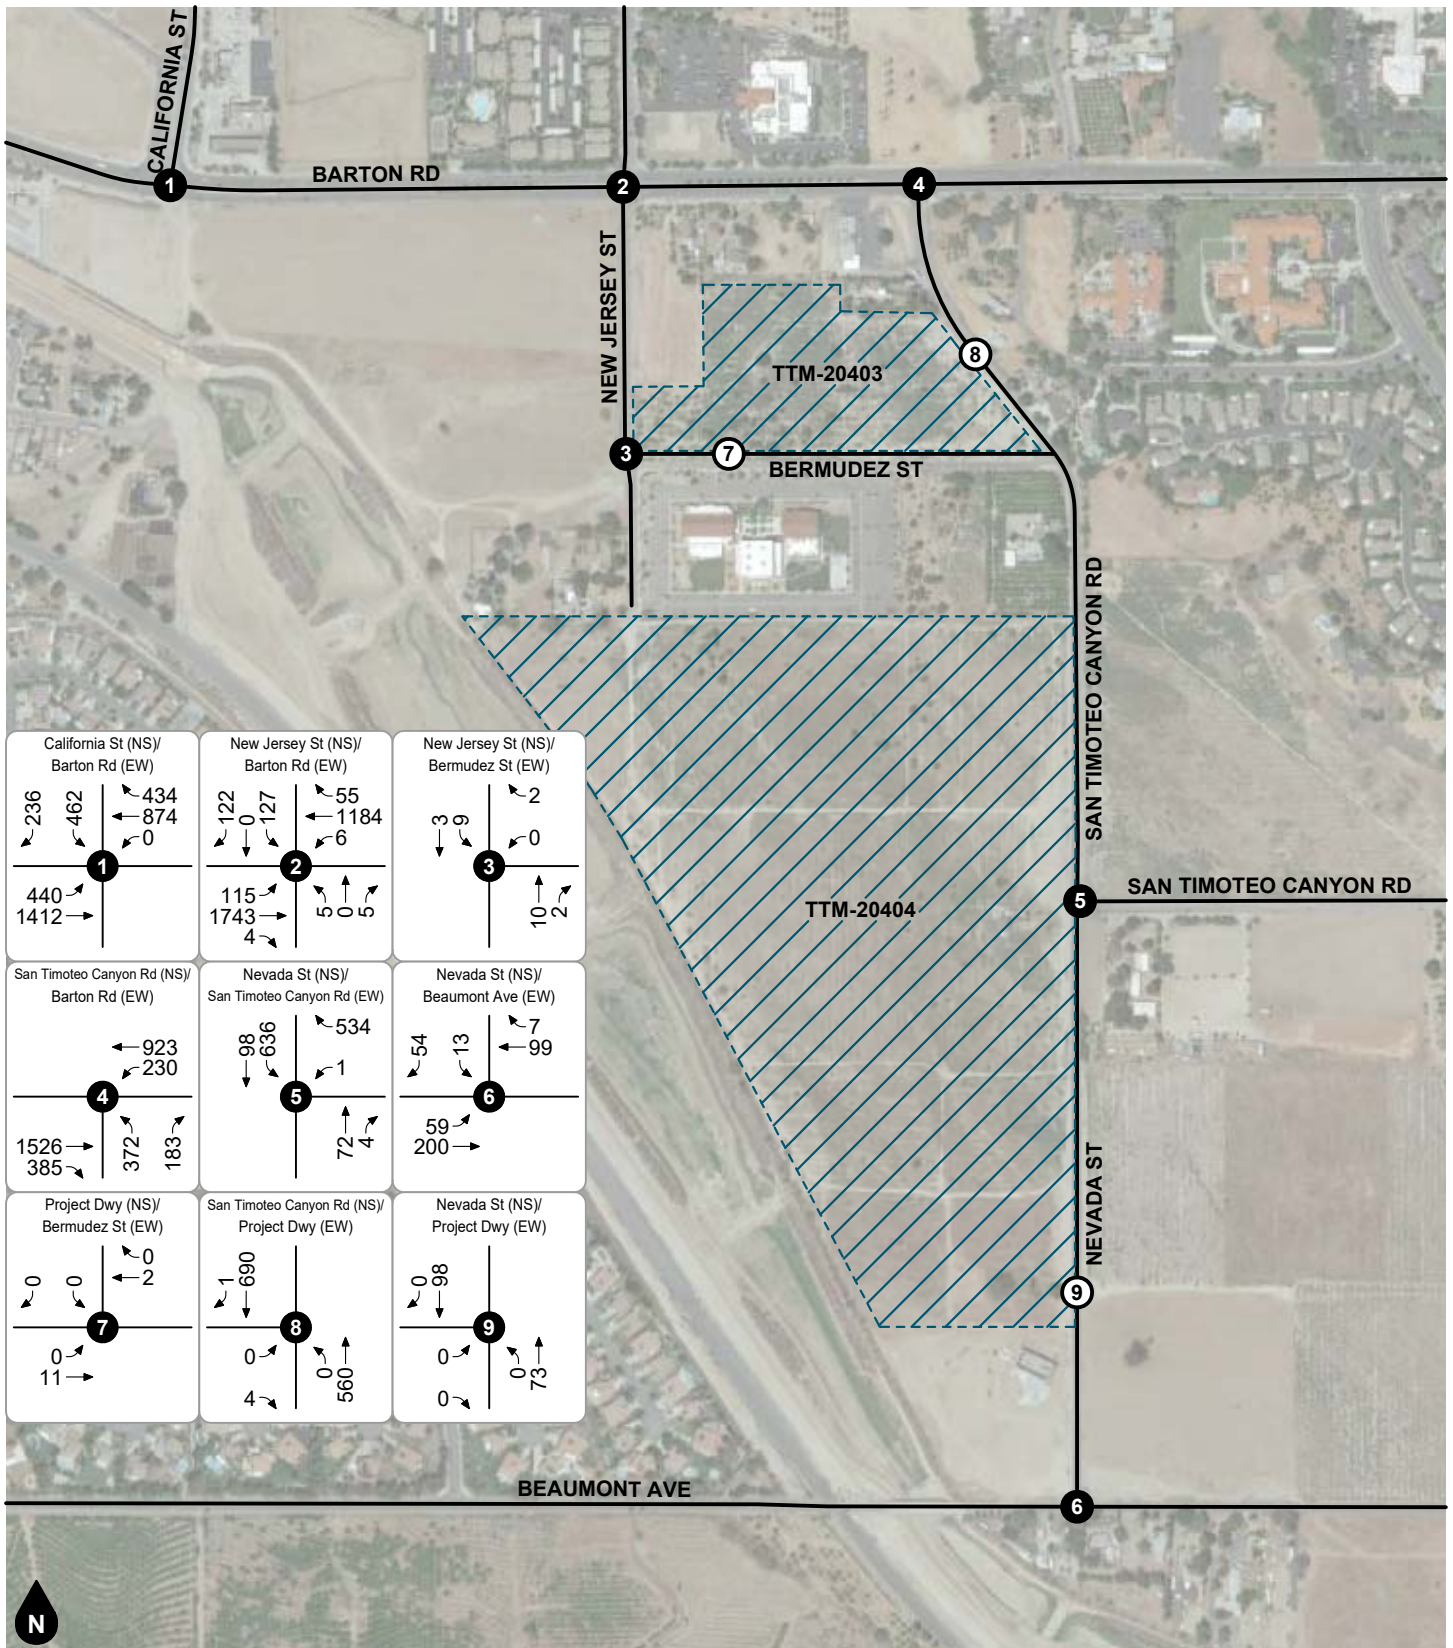 CALIFORNIA ST
BARTON RD
1
2
4
NEW JERSEY ST
8
TTM-20403
3
7
BERMUDEZ ST
SAN TIMOTEO CANYON RD
TTM-20404
5
SAN TIMOTEO CANYON RD
NEVADA ST
9
BEAUMONT AVE
6
N
California St (NS)/
Barton Rd (EW)
236
462
434
874
0
1
440
1412
New Jersey St (NS)/
Barton Rd (EW)
122
0
127
55
1184
6
2
115
1743
4
5
0
5
New Jersey St (NS)/
Bermudez St (EW)
3
9
2
0
3
10
2
San Timoteo Canyon Rd (NS)/
Barton Rd (EW)
923
230
4
1526
385
372
183
Nevada St (NS)/
San Timoteo Canyon Rd (EW)
98
636
534
1
5
72
4
Nevada St (NS)/
Beaumont Ave (EW)
54
13
7
99
6
59
200
Project Dwy (NS)/
Bermudez St (EW)
0
0
0
2
7
0
11
San Timoteo Canyon Rd (NS)/
Project Dwy (EW)
1
690
8
0
4
0
560
Nevada St (NS)/
Project Dwy (EW)
0
98
9
0
0
0
73